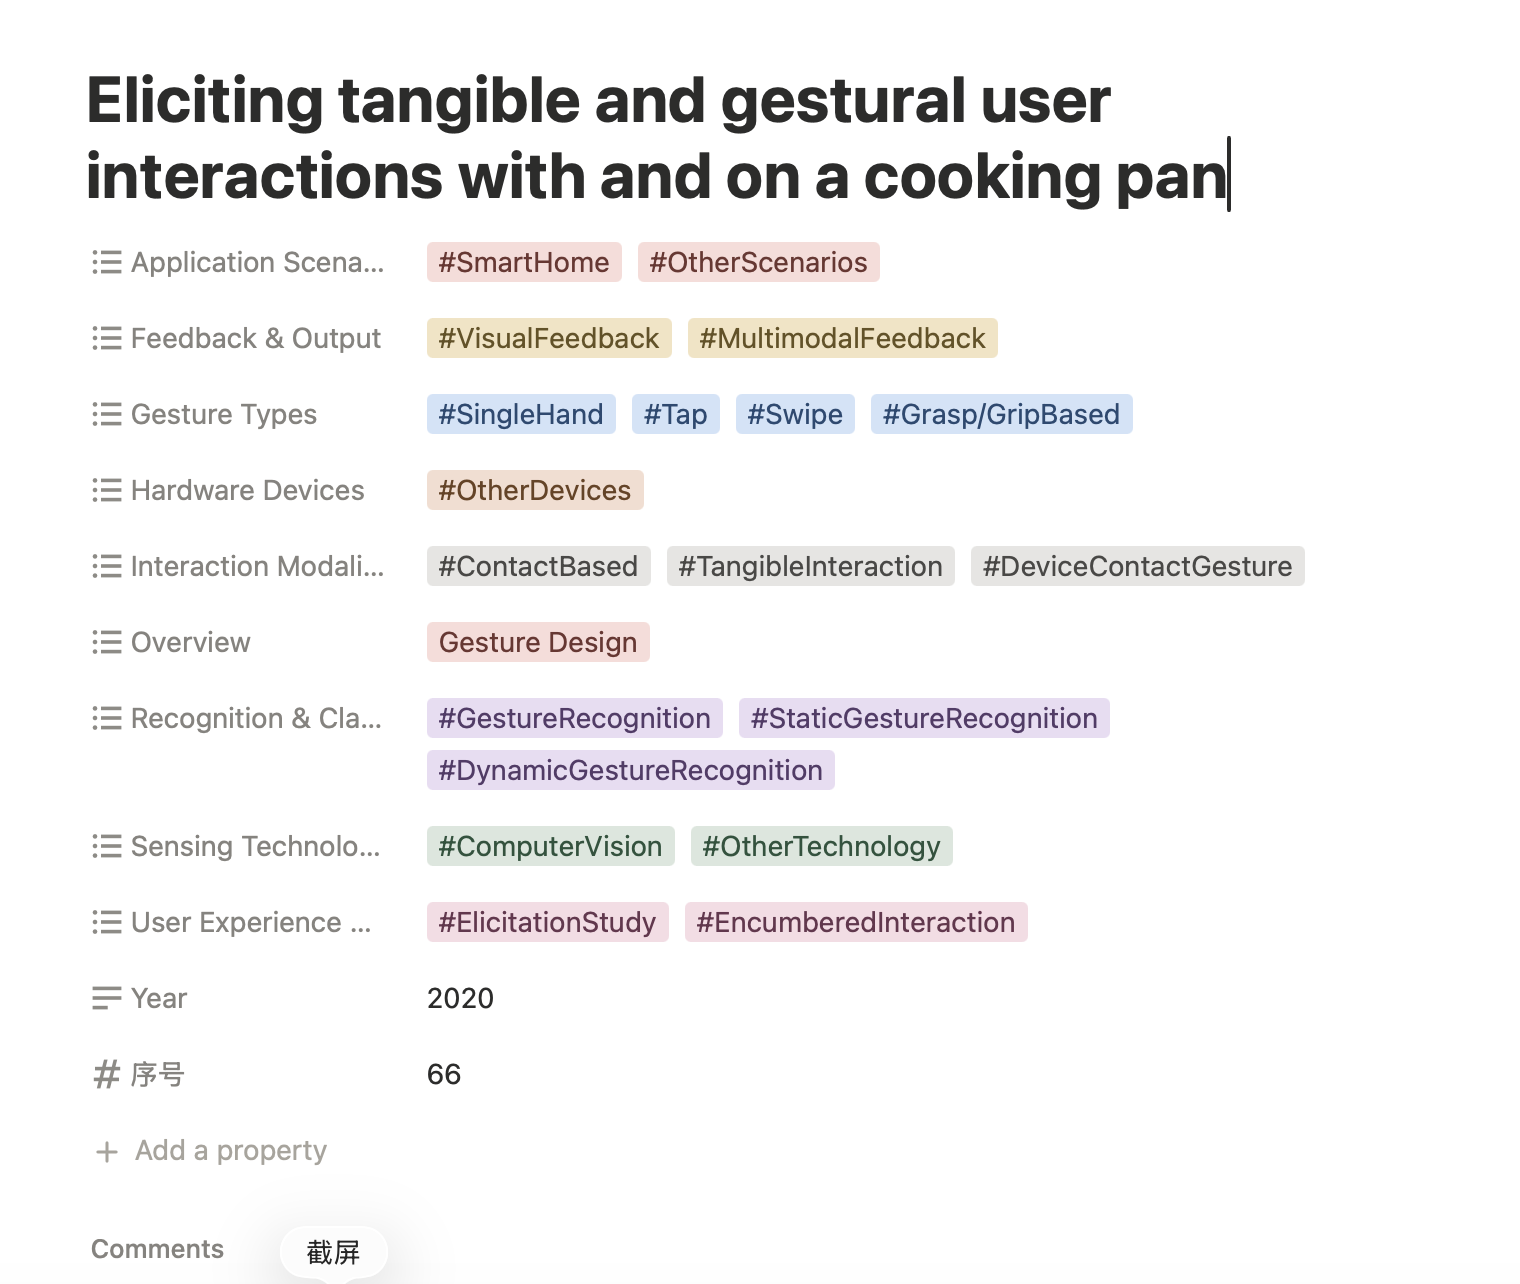 Eliciting tangible and gestural user
interactions with and on a cooking pan
Application Scena... #SmartHome #OtherScenarios
Feedback & Output #VisualFeedback #MultimodalFeedback
Gesture Types #SingleHand #Tap #Swipe #Grasp/GripBased
Hardware Devices #OtherDevices
Interaction Modali... #ContactBased #TangibleInteraction #DeviceContactGesture
Overview Gesture Design
Recognition & Cla... #GestureRecognition #StaticGestureRecognition
#DynamicGestureRecognition
Sensing Technolo... #ComputerVision #OtherTechnology
User Experience ... #ElicitationStudy #EncumberedInteraction
Year 2020
# 序号 66
+ Add a property
Comments 截屏